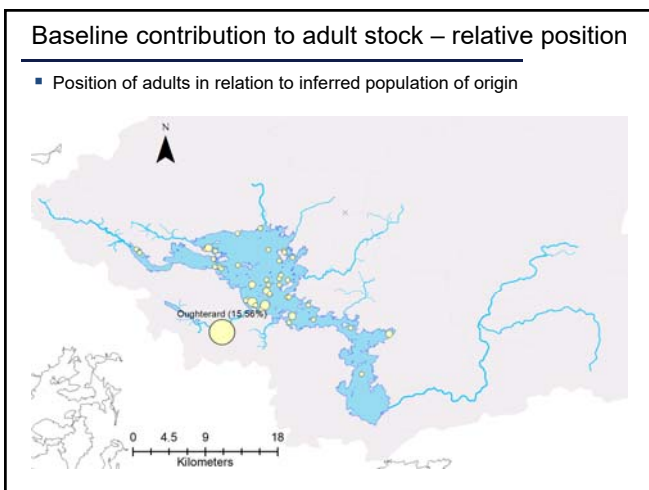 Baseline contribution to adult stock – relative position
Position of adults in relation to inferred population of origin
N
Oughterard (15.56%)
0 4.5 9 18
Kilometers